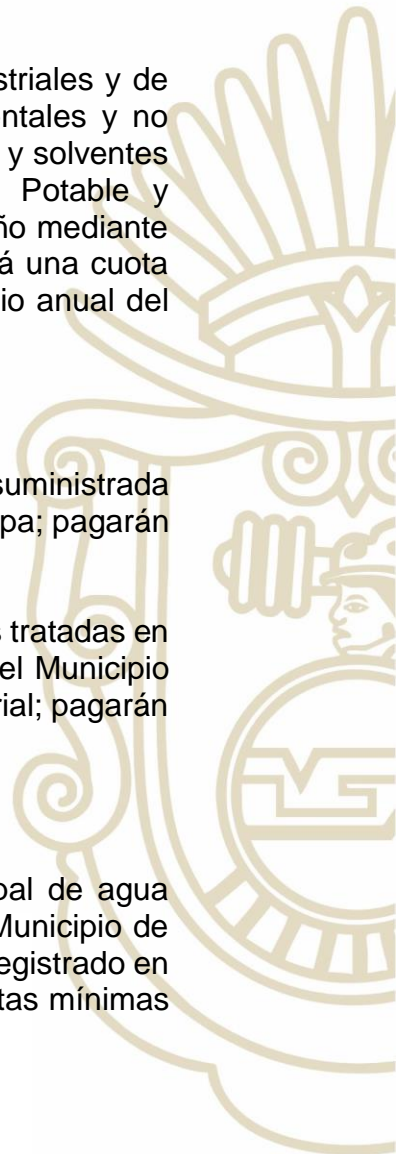 striales y de
entales y no
y solventes
Potable y
ño mediante
á una cuota
io anual del
suministrada
pa; pagarán
s tratadas en
el Municipio
rial; pagarán
pal de agua
Municipio de
egistrado en
tas mínimas